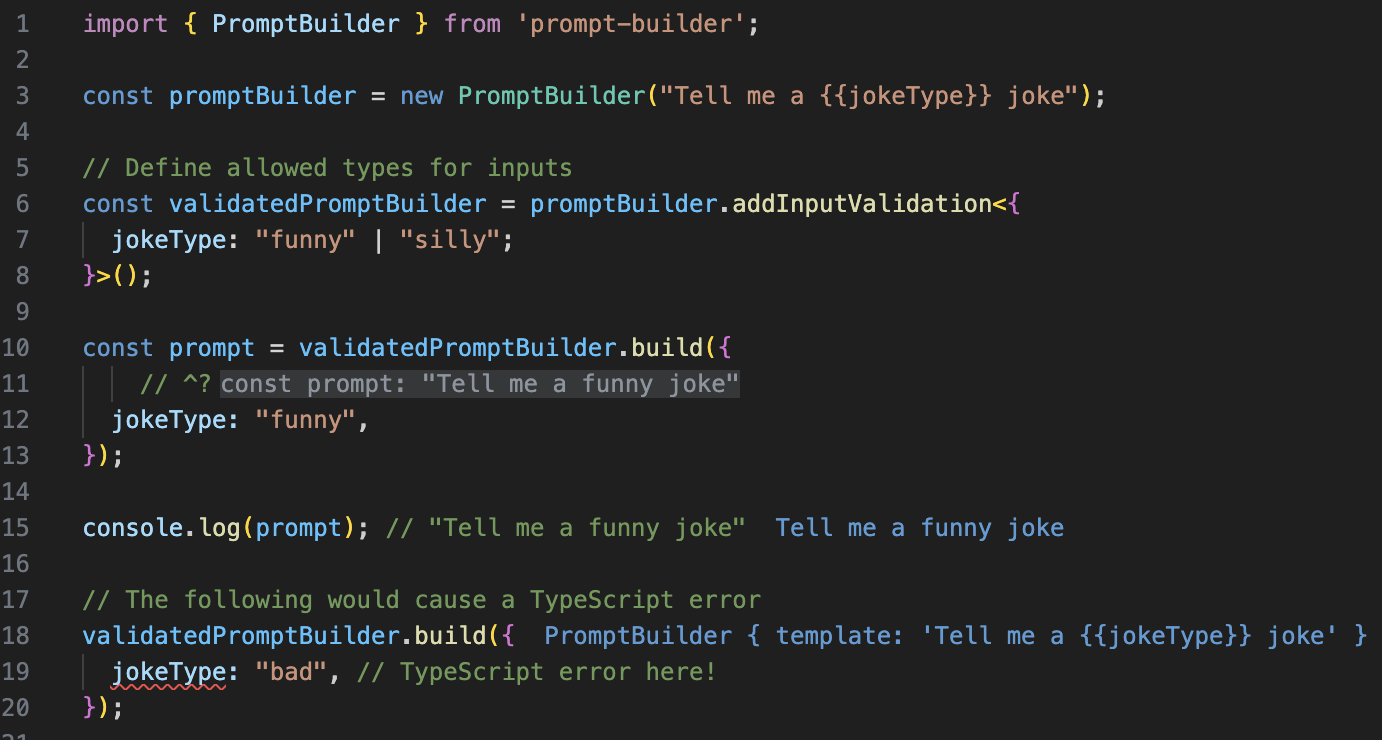 1 import { PromptBuilder } from 'prompt-builder';
2
3 const promptBuilder = new PromptBuilder("Tell me a {{jokeType}} joke");
4
5 // Define allowed types for inputs
6 const validatedPromptBuilder = promptBuilder.addInputValidation<{
7   jokeType: "funny" | "silly";
8 }>();
9
10 const prompt = validatedPromptBuilder.build({
11     // ^? const prompt: "Tell me a funny joke"
12   jokeType: "funny",
13 });
14
15 console.log(prompt); // "Tell me a funny joke"  Tell me a funny joke
16
17 // The following would cause a TypeScript error
18 validatedPromptBuilder.build({  PromptBuilder { template: 'Tell me a {{jokeType}} joke' }
19   jokeType: "bad", // TypeScript error here!
20 });